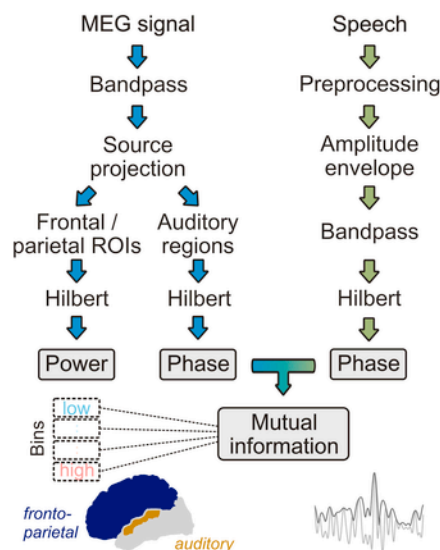 MEG signal
Speech
Bandpass
Preprocessing
Source
projection
Amplitude
envelope
Frontal /
parietal ROIs
Auditory
regions
Bandpass
Hilbert
Hilbert
Hilbert
Power
Phase
Phase
Bins
low
high
Mutual
information
fronto-
parietal
auditory